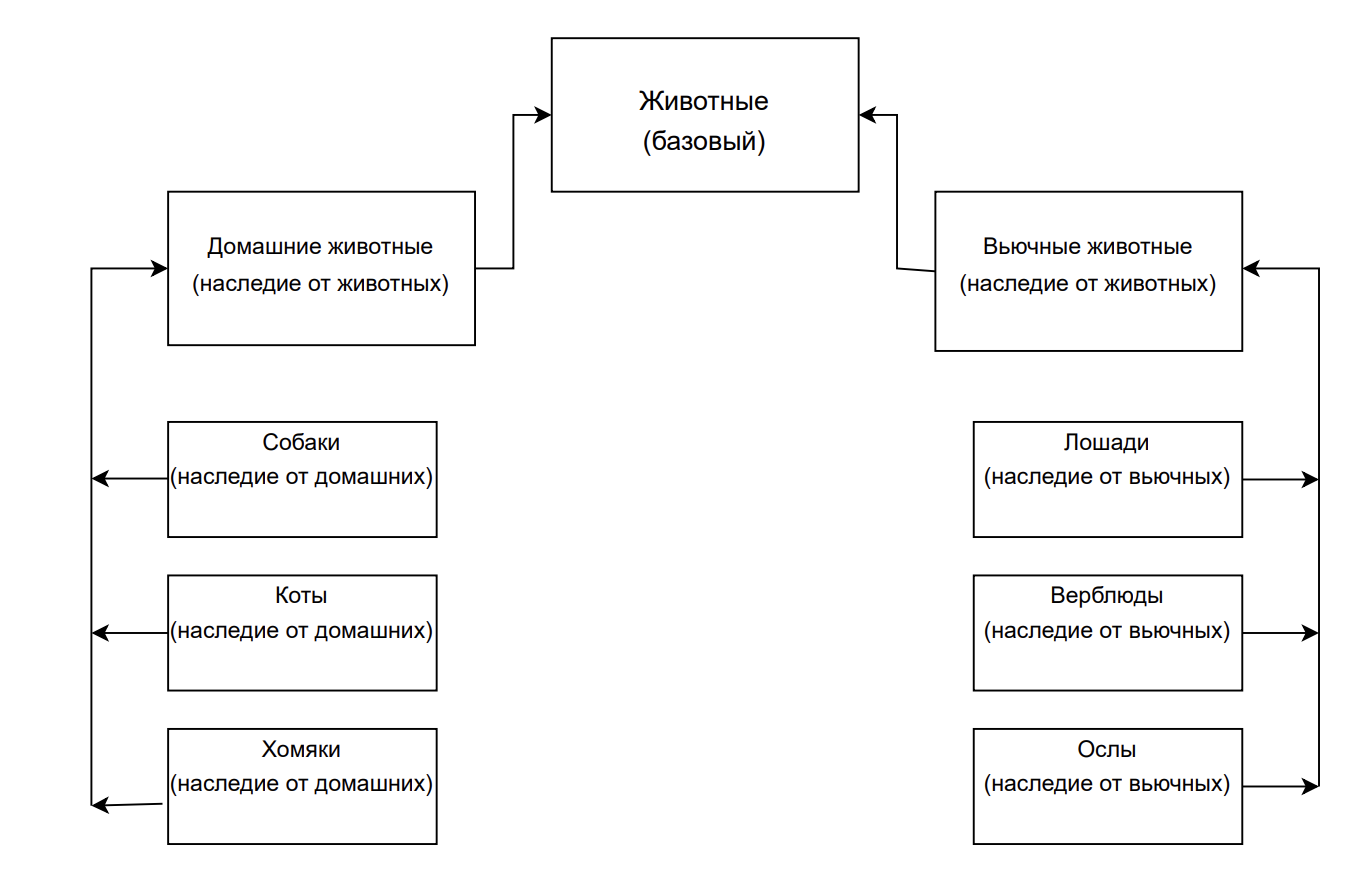 Животные
(базовый)
Домашние животные
(наследие от животных)
Вьючные животные
(наследие от животных)
Собаки
(наследие от домашних)
Лошади
(наследие от вьючных)
Коты
(наследие от домашних)
Верблюды
(наследие от вьючных)
Хомяки
(наследие от домашних)
Ослы
(наследие от вьючных)